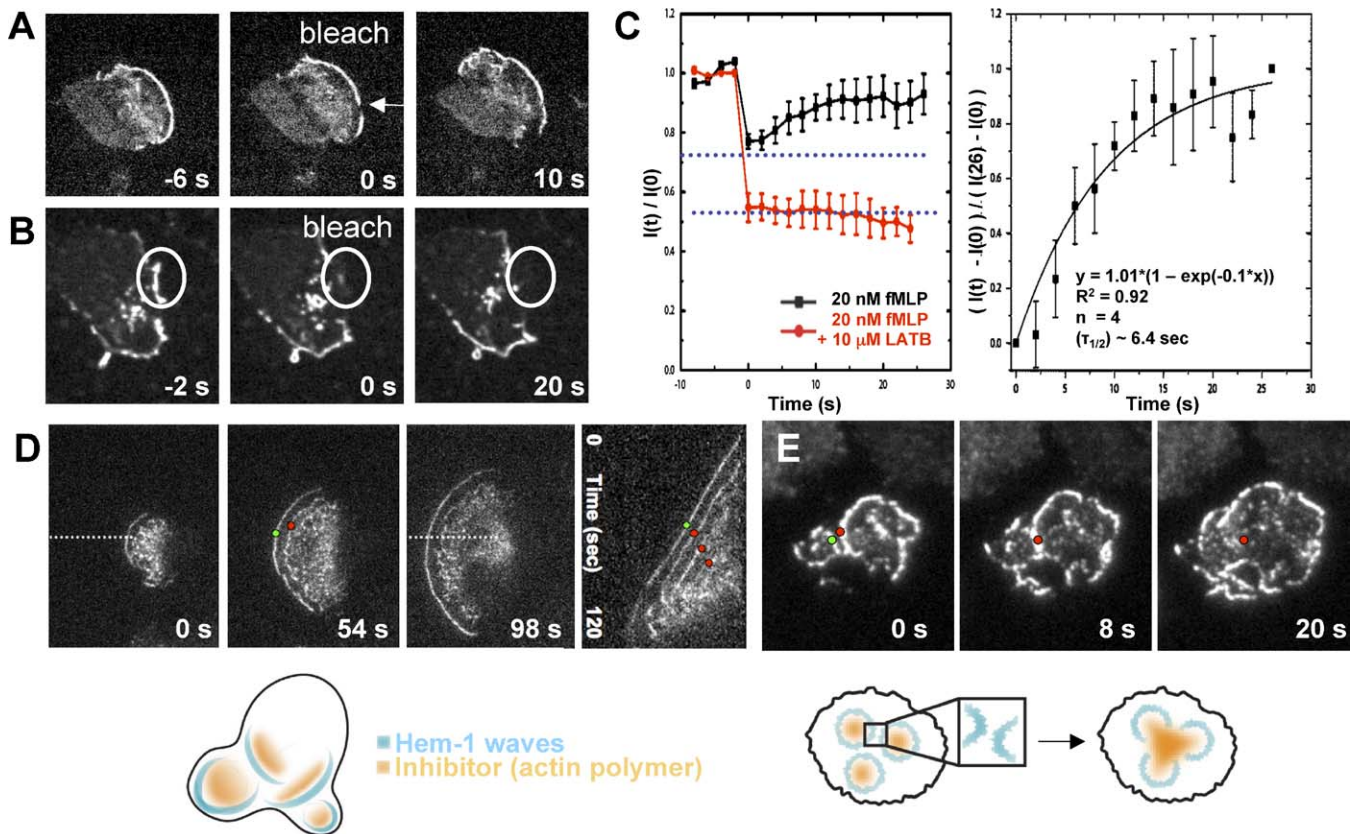 A
bleach
-6 s
0 s
10 s
B
bleach
-2 s
0 s
20 s
C
I(t) / I(0)
1.2
1.0
0.8
0.6
0.4
0.2
0.0
-10
0
10
20
30
Time (s)
20 nM fMLP
20 nM fMLP
+ 10 μM LATB
( I(t) - I(0) ) / ( I(26) - I(0) )
1.2
1.0
0.8
0.6
0.4
0.2
0.0
0
5
10
15
20
25
30
Time (s)
y = 1.01*(1 – exp(-0.1*x))
R² = 0.92
n = 4
(τ1/2) ~ 6.4 sec
D
0 s
54 s
98 s
0
Time (sec)
120
E
0 s
8 s
20 s
Hem-1 waves
Inhibitor (actin polymer)